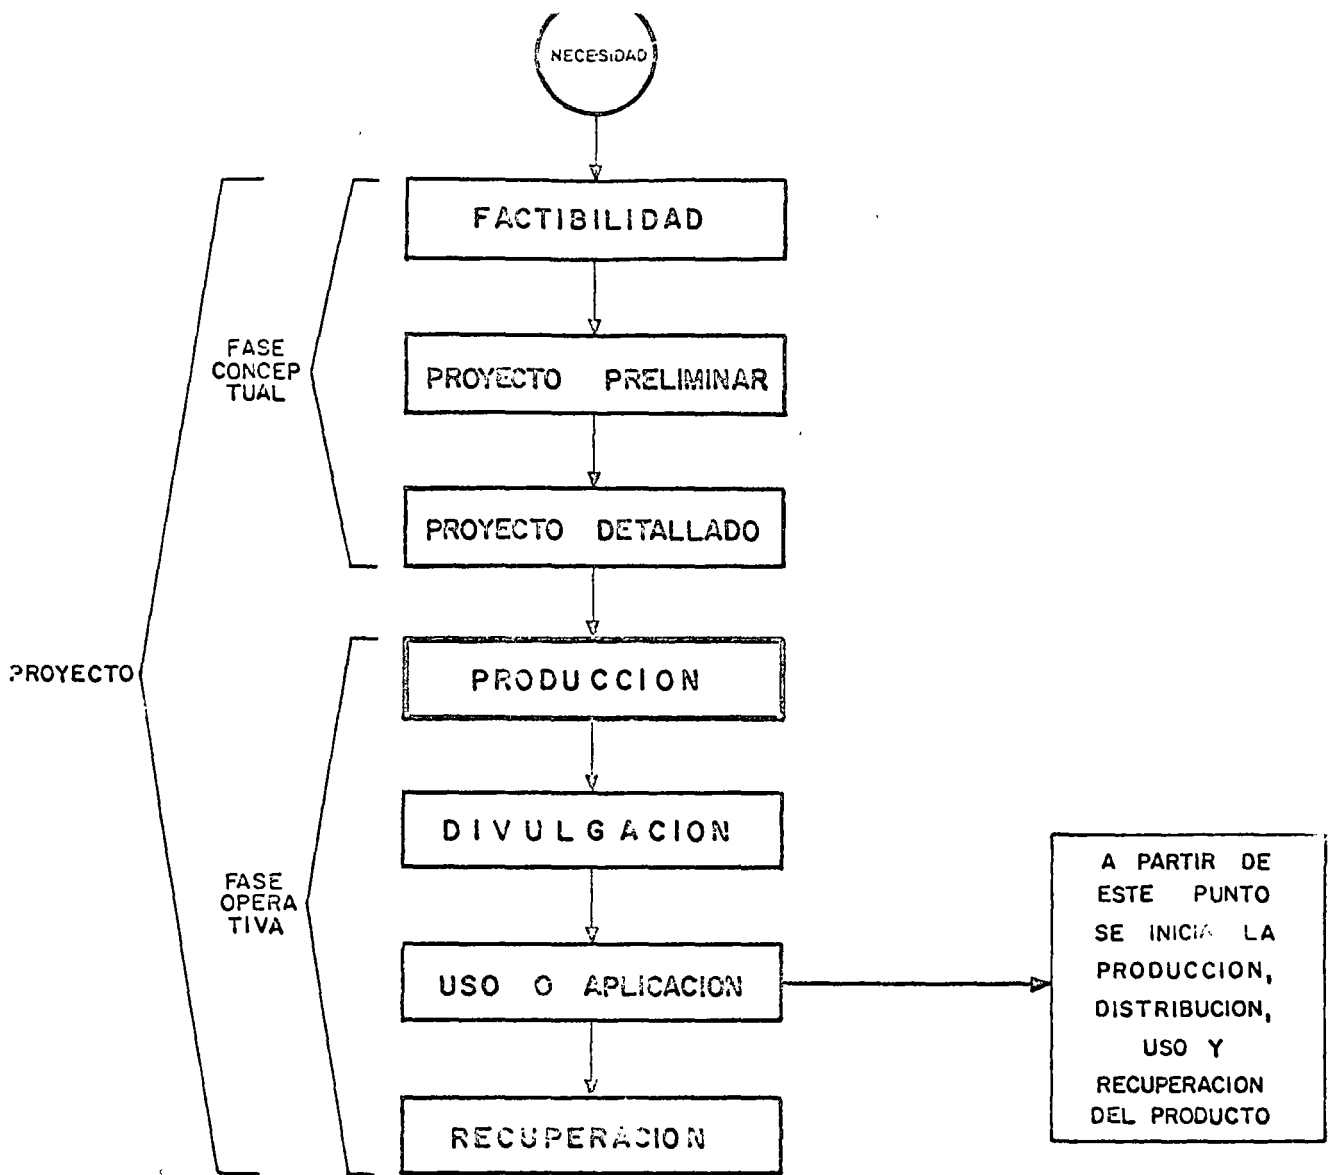 NECESIDAD
FACTIBILIDAD
FASE
CONCEP
TUAL
PROYECTO PRELIMINAR
PROYECTO DETALLADO
PROYECTO
PRODUCCION
DIVULGACION
FASE
OPERA
TIVA
USO O APLICACION
RECUPERACION
A PARTIR DE
ESTE PUNTO
SE INICIA LA
PRODUCCION,
DISTRIBUCION,
USO Y
RECUPERACION
DEL PRODUCTO